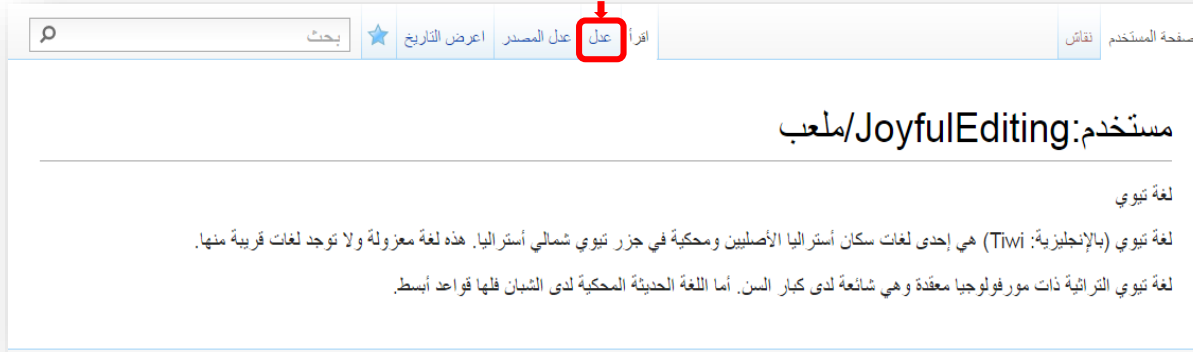 صفحة المستخدم نقاش اقرأ عدل عدل المصدر اعرض التاريخ بحث
مستخدم:JoyfulEditing/ملعب
لغة تيوي
لغة تيوي (بالإنجليزية: Tiwi) هي إحدى لغات سكان أستراليا الأصليين ومحكية في جزر تيوي شمالي أستراليا. هذه لغة معزولة ولا توجد لغات قريبة منها.
لغة تيوي التراثية ذات مورفولوجيا معقدة وهي شائعة لدى كبار السن. أما اللغة الحديثة المحكية لدى الشبان فلها قواعد أبسط.